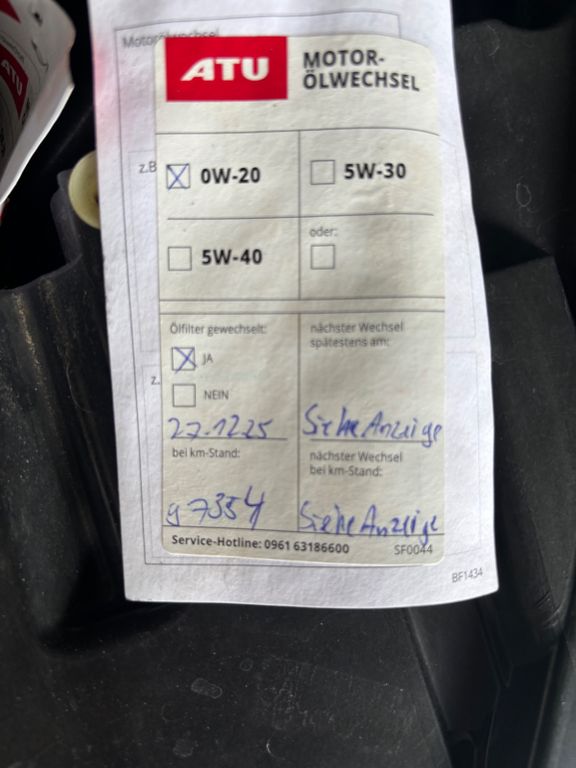 Motorölwechsel
ATU
MOTOR-
ÖLWECHSEL
z.B
☒ 0W-20
☐ 5W-30
☐ 5W-40
oder:
☐
Ölfilter gewechselt:
☒ JA
☐ NEIN
nächster Wechsel
spätestens am:
z.
27.12.25
Siehe Anzeige
bei km-Stand:
nächster Wechsel
bei km-Stand:
97354
Siehe Anzeige
Service-Hotline: 0961 63186600
SF0044
BF1434
ATU